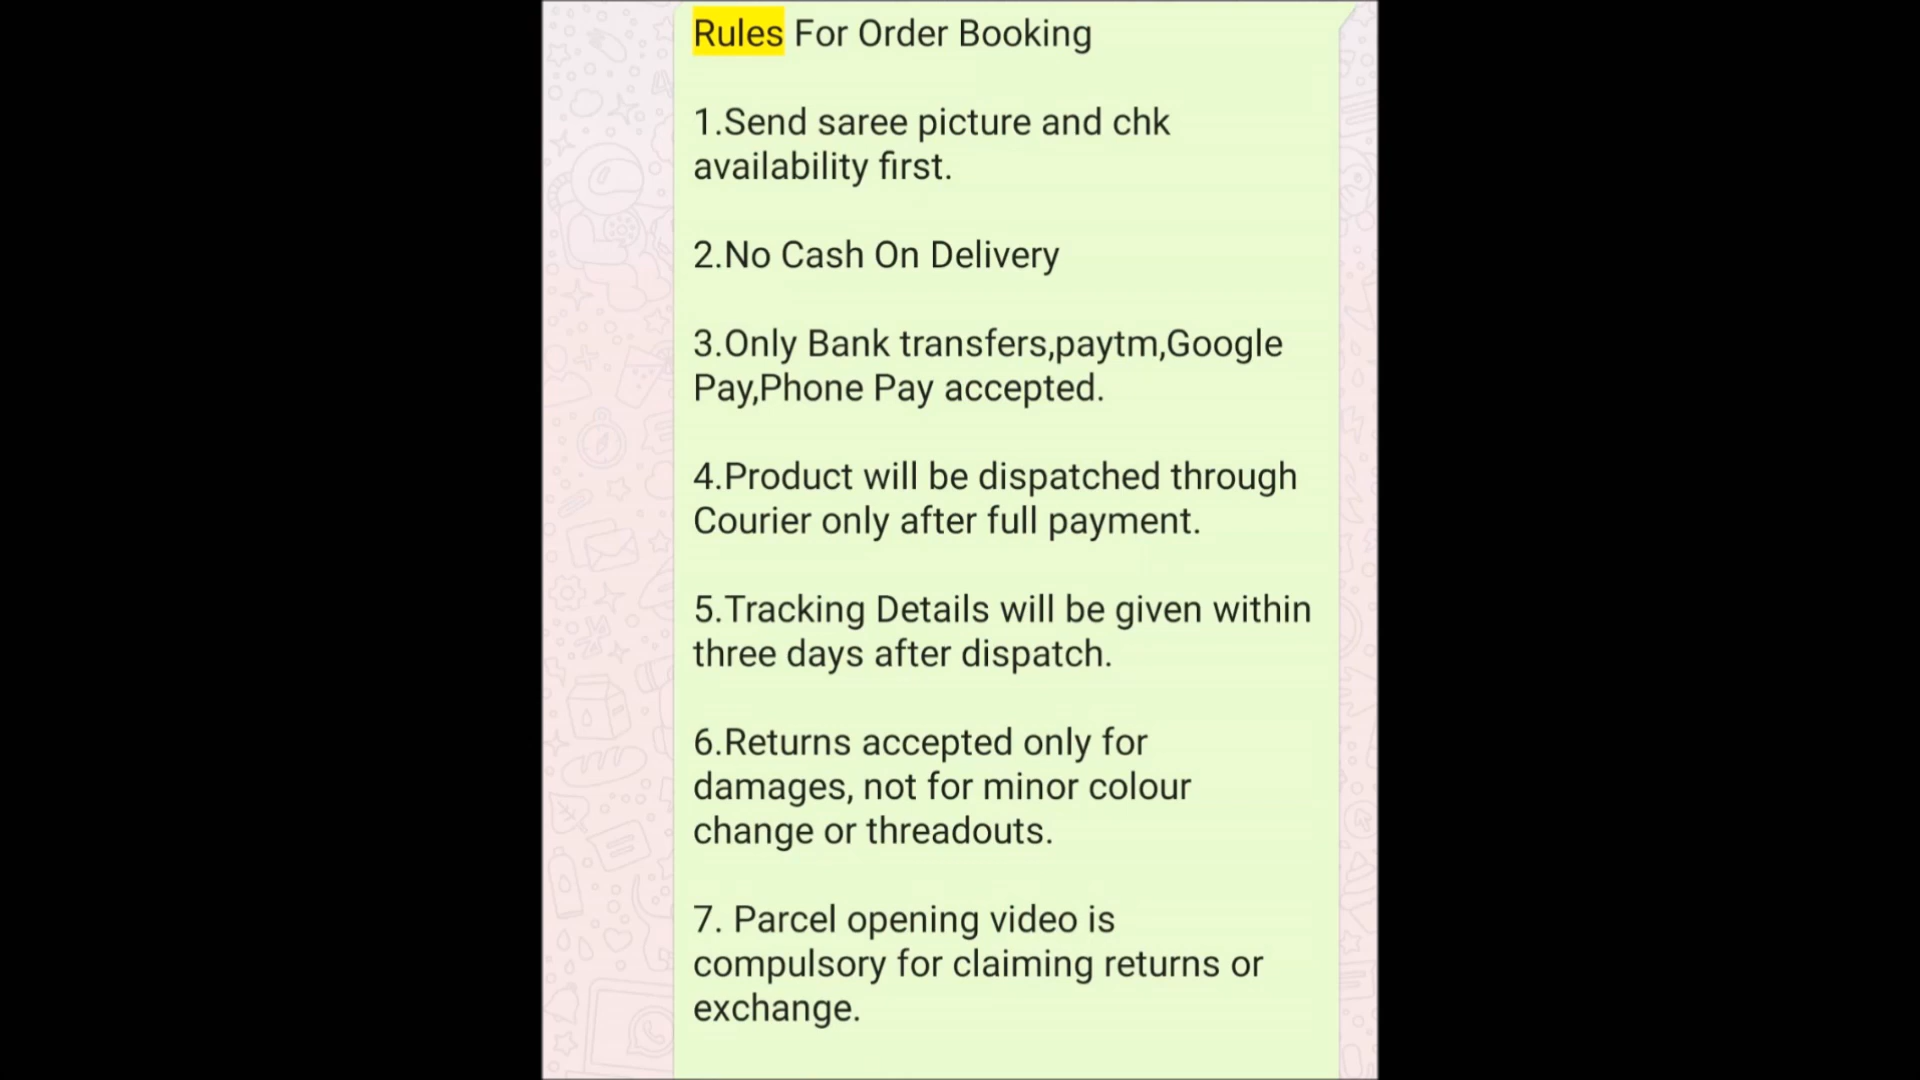 Rules For Order Booking
1.Send saree picture and chk
availability first.
2.No Cash On Delivery
3.Only Bank transfers,paytm,Google
Pay,Phone Pay accepted.
4.Product will be dispatched through
Courier only after full payment.
5.Tracking Details will be given within
three days after dispatch.
6.Returns accepted only for
damages, not for minor colour
change or threadouts.
7. Parcel opening video is
compulsory for claiming returns or
exchange.